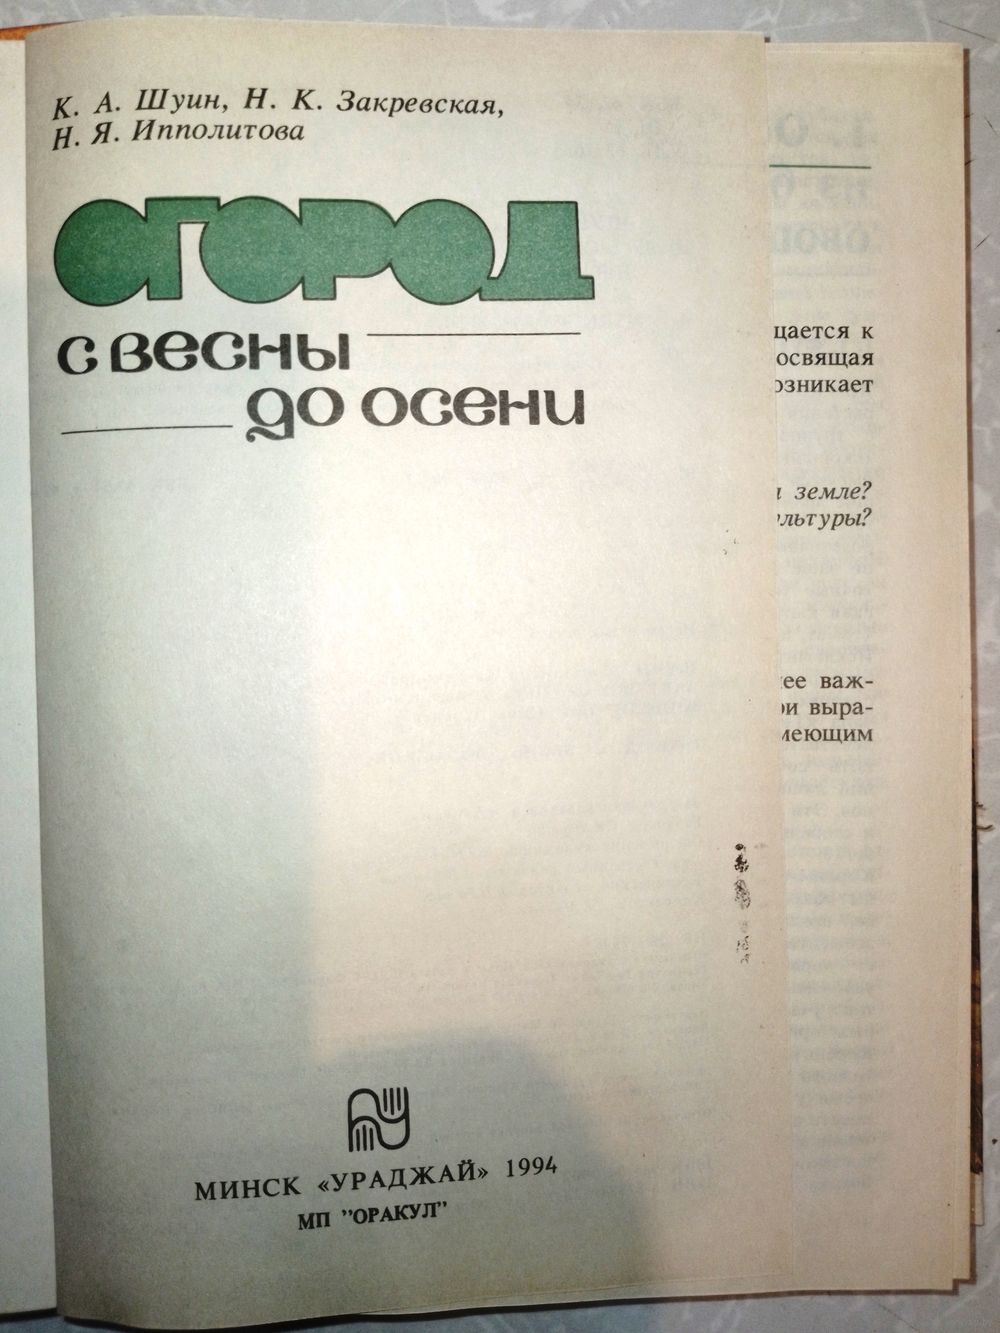 К. А. Шуин, Н. К. Закревская,
Н. Я. Ипполитова
ОГОРОД
С ВЕСНЫ
ДО ОСЕНИ
МИНСК «УРАДЖАЙ» 1994
МП "ОРАКУЛ"
щается к
освящая
озникает
земле?
льтуры?
ее важ-
ри выра-
меющим